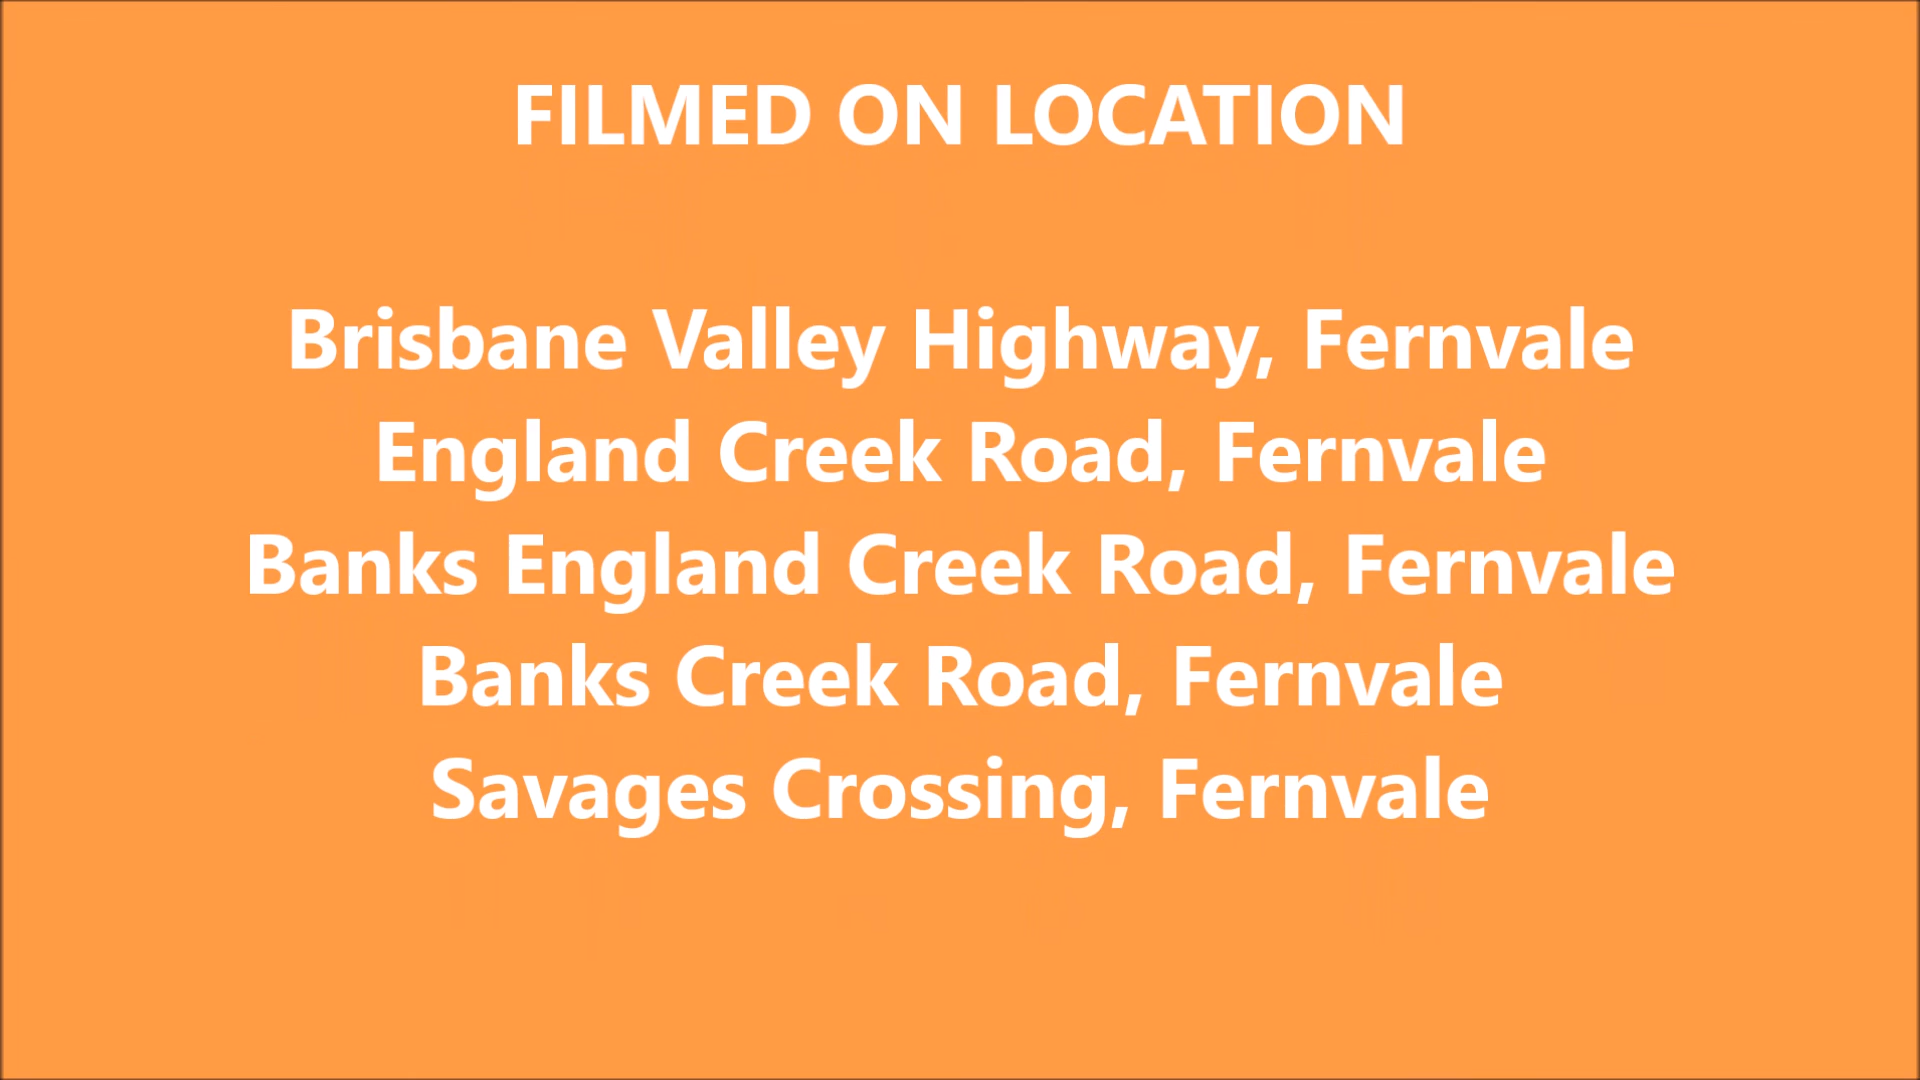 FILMED ON LOCATION
Brisbane Valley Highway, Fernvale
England Creek Road, Fernvale
Banks England Creek Road, Fernvale
Banks Creek Road, Fernvale
Savages Crossing, Fernvale